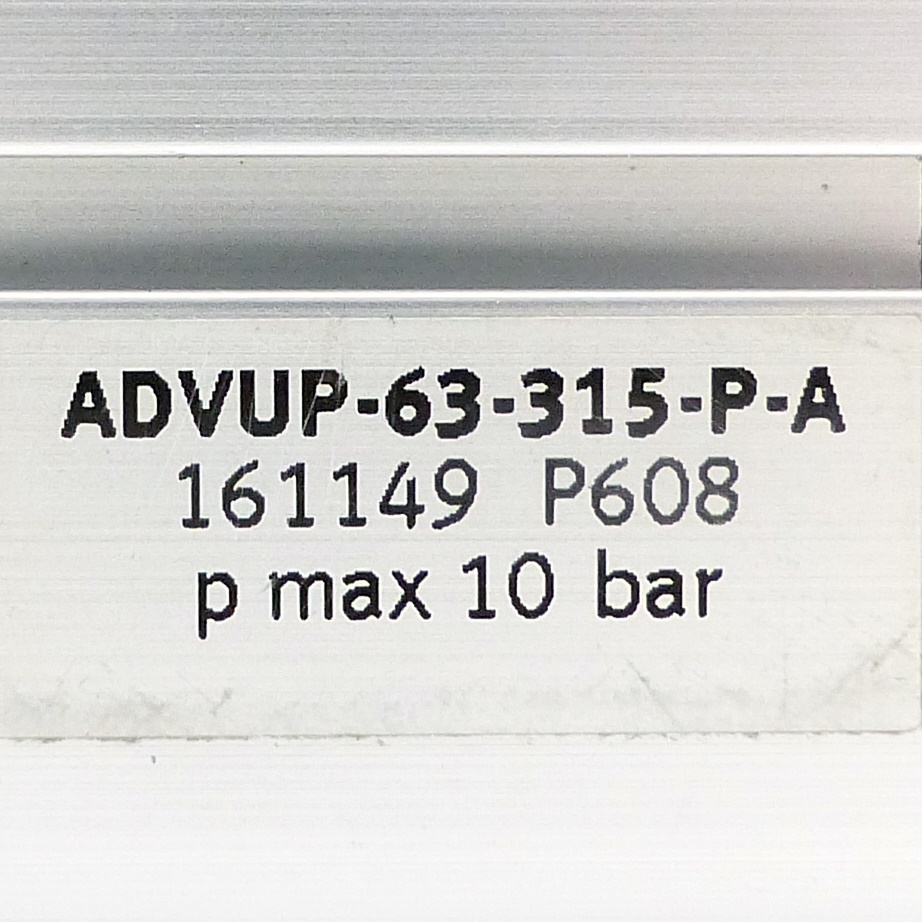 ADVUP-63-315-P-A
161149 P608
p max 10 bar